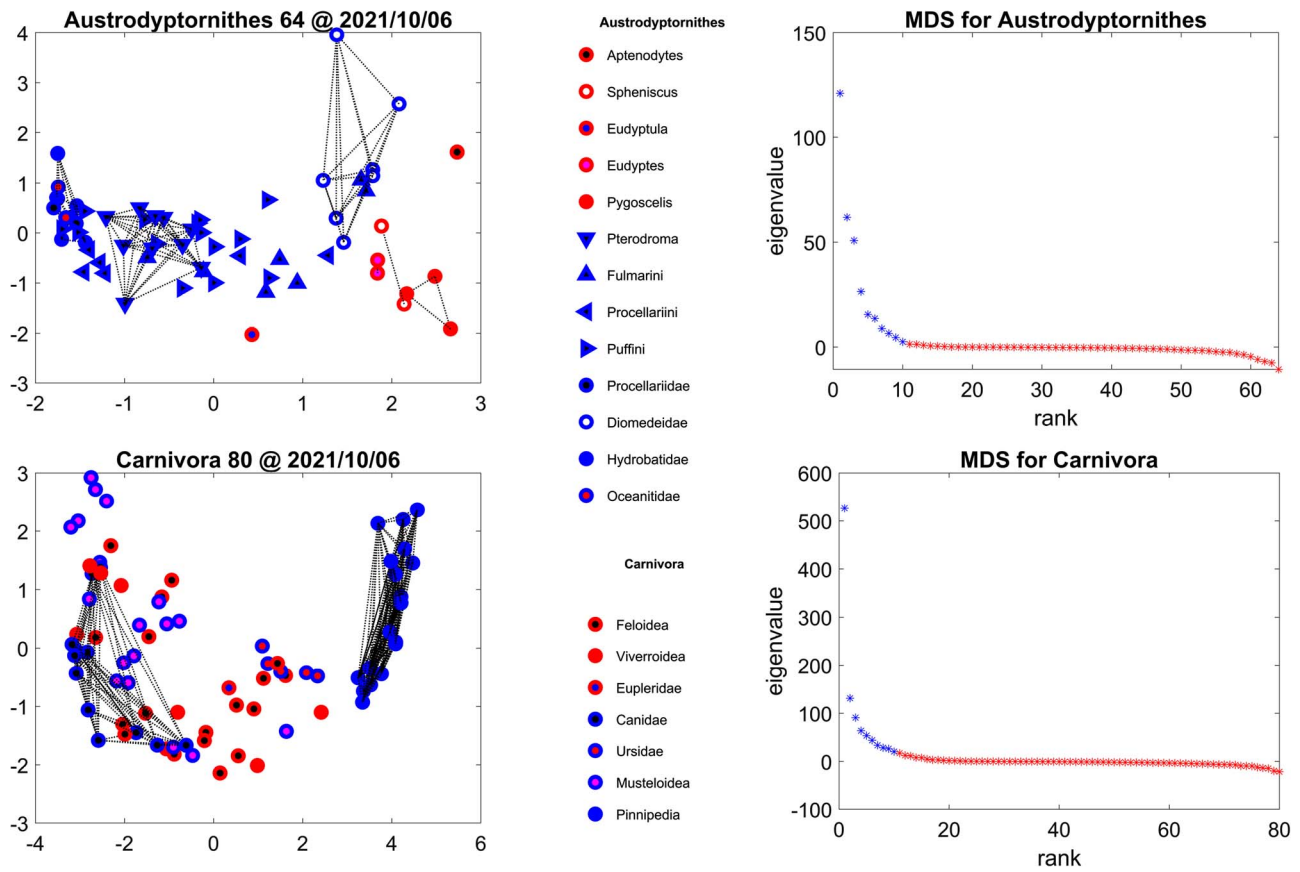 Austrodyptornithes 64 @ 2021/10/06
4
3
2
1
0
-1
-2
-3
-2
-1
0
1
2
3
Carnivora 80 @ 2021/10/06
3
2
1
0
-1
-2
-3
-4
-2
0
2
4
6
Austrodyptornithes
Aptenodytes
Spheniscus
Eudyptula
Eudyptes
Pygoscelis
Pterodroma
Fulmarini
Procellariini
Puffini
Procellariidae
Diomedeidae
Hydrobatidae
Oceanitidae
Carnivora
Feloidea
Viverroidea
Eupleridae
Canidae
Ursidae
Musteloidea
Pinnipedia
MDS for Austrodyptornithes
150
100
50
0
eigenvalue
0
10
20
30
40
50
60
rank
MDS for Carnivora
600
500
400
300
200
100
0
-100
eigenvalue
0
20
40
60
80
rank